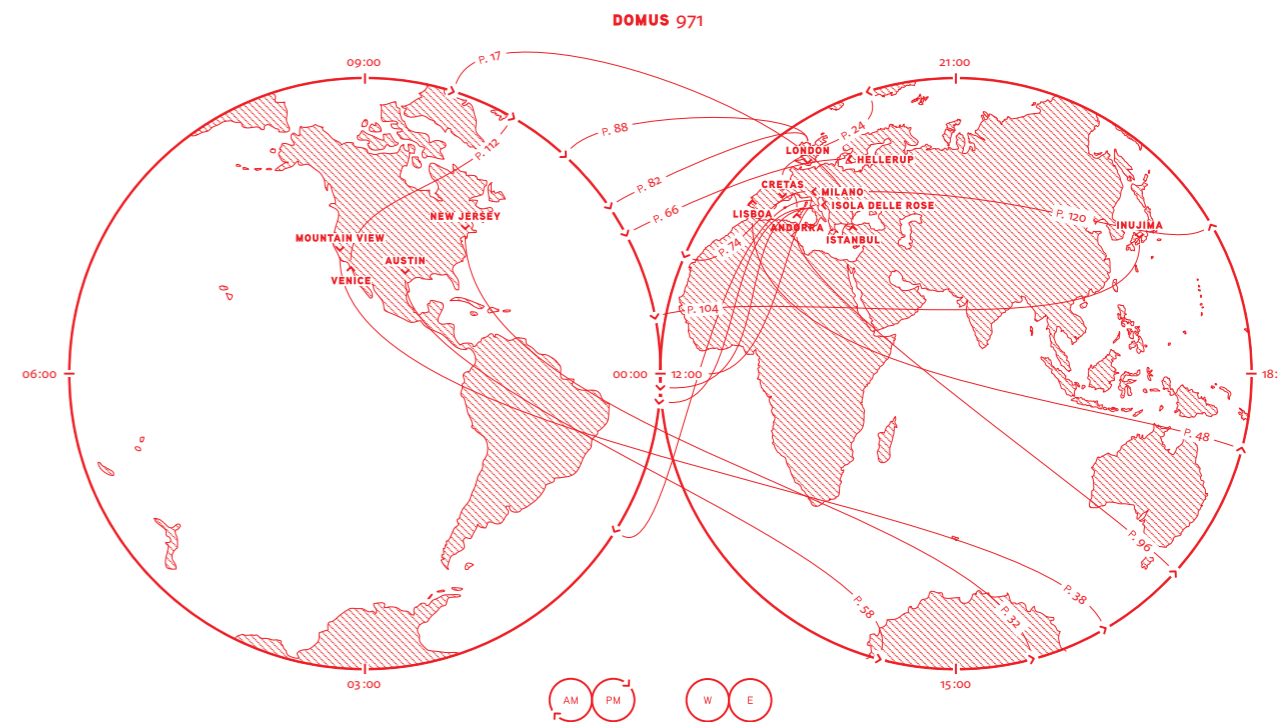 DOMUS 971
09:00
21:00
P. 17
P. 88
P. 24
P. 112
LONDON
HELLERUP
P. 82
CRETAS
MILANO
P. 66
ISOLA DELLE ROSE
LISBOA
NEW JERSEY
P. 120
INUJIMA
ANDORRA
MOUNTAIN VIEW
ISTANBUL
P. 74
AUSTIN
VENICE
P. 104
06:00
00:00
12:00
18:
P. 48
P. 96
P. 38
P. 58
P. 32
03:00
15:00
AM
PM
W
E